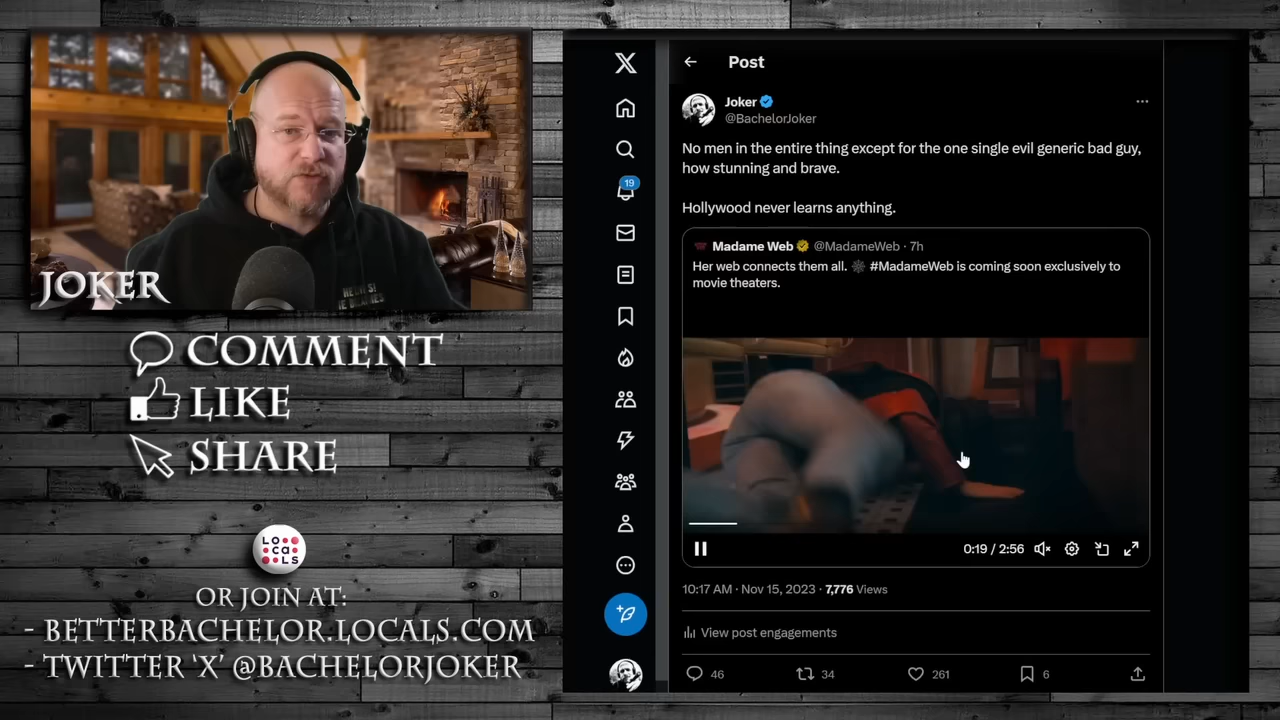 JOKER
COMMENT
LIKE
SHARE
LOcaLS
OR JOIN AT:
- BETTERBACHELOR.LOCALS.COM
- TWITTER 'X' @BACHELORJOKER
19
Post
Joker
@BachelorJoker
No men in the entire thing except for the one single evil generic bad guy,
how stunning and brave.
Hollywood never learns anything.
Madame Web @MadameWeb · 7h
Her web connects them all. 🕸 #MadameWeb is coming soon exclusively to
movie theaters.
0:19 / 2:56
10:17 AM · Nov 15, 2023 · 7,776 Views
View post engagements
46 34 261 6